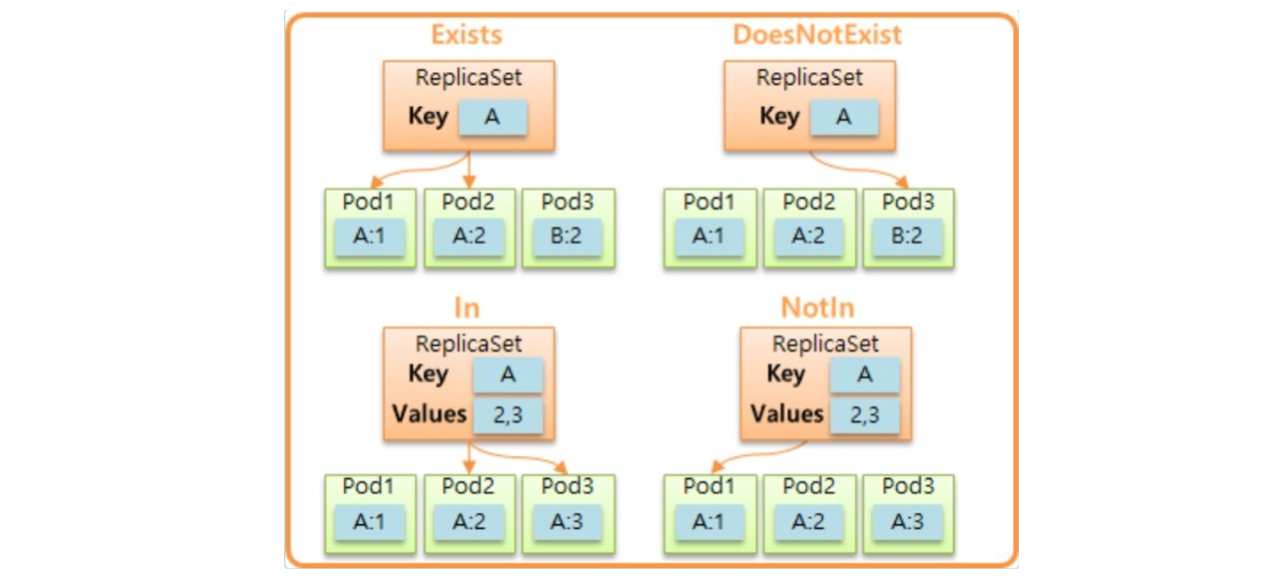 Exists
ReplicaSet
Key A
Pod1 Pod2 Pod3
A:1 A:2 B:2
DoesNotExist
ReplicaSet
Key A
Pod1 Pod2 Pod3
A:1 A:2 B:2
In
ReplicaSet
Key A
Values 2,3
Pod1 Pod2 Pod3
A:1 A:2 A:3
NotIn
ReplicaSet
Key A
Values 2,3
Pod1 Pod2 Pod3
A:1 A:2 A:3